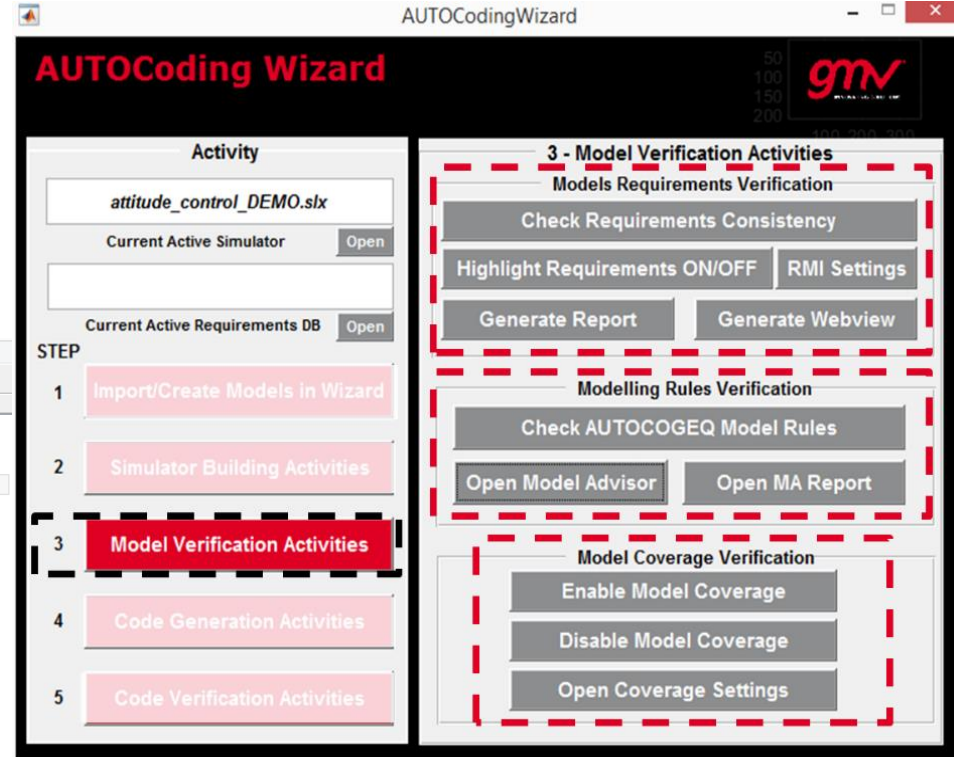 AUTOCodingWizard
AUTOCoding Wizard
50
100
150
200
100 200 300
gmv
Activity
attitude_control_DEMO.slx
Current Active Simulator
Open
Current Active Requirements DB
Open
STEP
1 Import/Create Models in Wizard
2 Simulator Building Activities
3 Model Verification Activities
4 Code Generation Activities
5 Code Verification Activities
3 - Model Verification Activities
Models Requirements Verification
Check Requirements Consistency
Highlight Requirements ON/OFF
RMI Settings
Generate Report
Generate Webview
Modelling Rules Verification
Check AUTOCOGEQ Model Rules
Open Model Advisor
Open MA Report
Model Coverage Verification
Enable Model Coverage
Disable Model Coverage
Open Coverage Settings